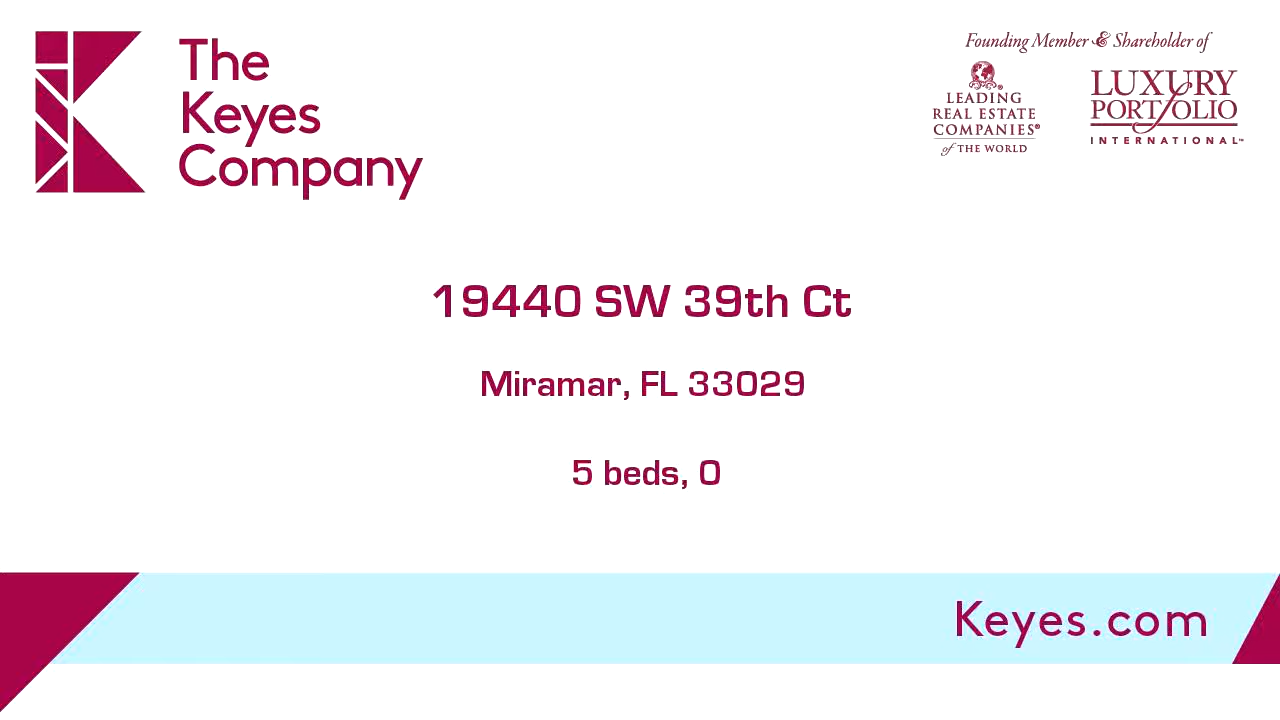 The
Keyes
Company
Founding Member & Shareholder of
LEADING
REAL ESTATE
COMPANIES®
of THE WORLD
LUXURY
PORTFOLIO
INTERNATIONAL™
19440 SW 39th Ct
Miramar, FL 33029
5 beds, 0
Keyes.com